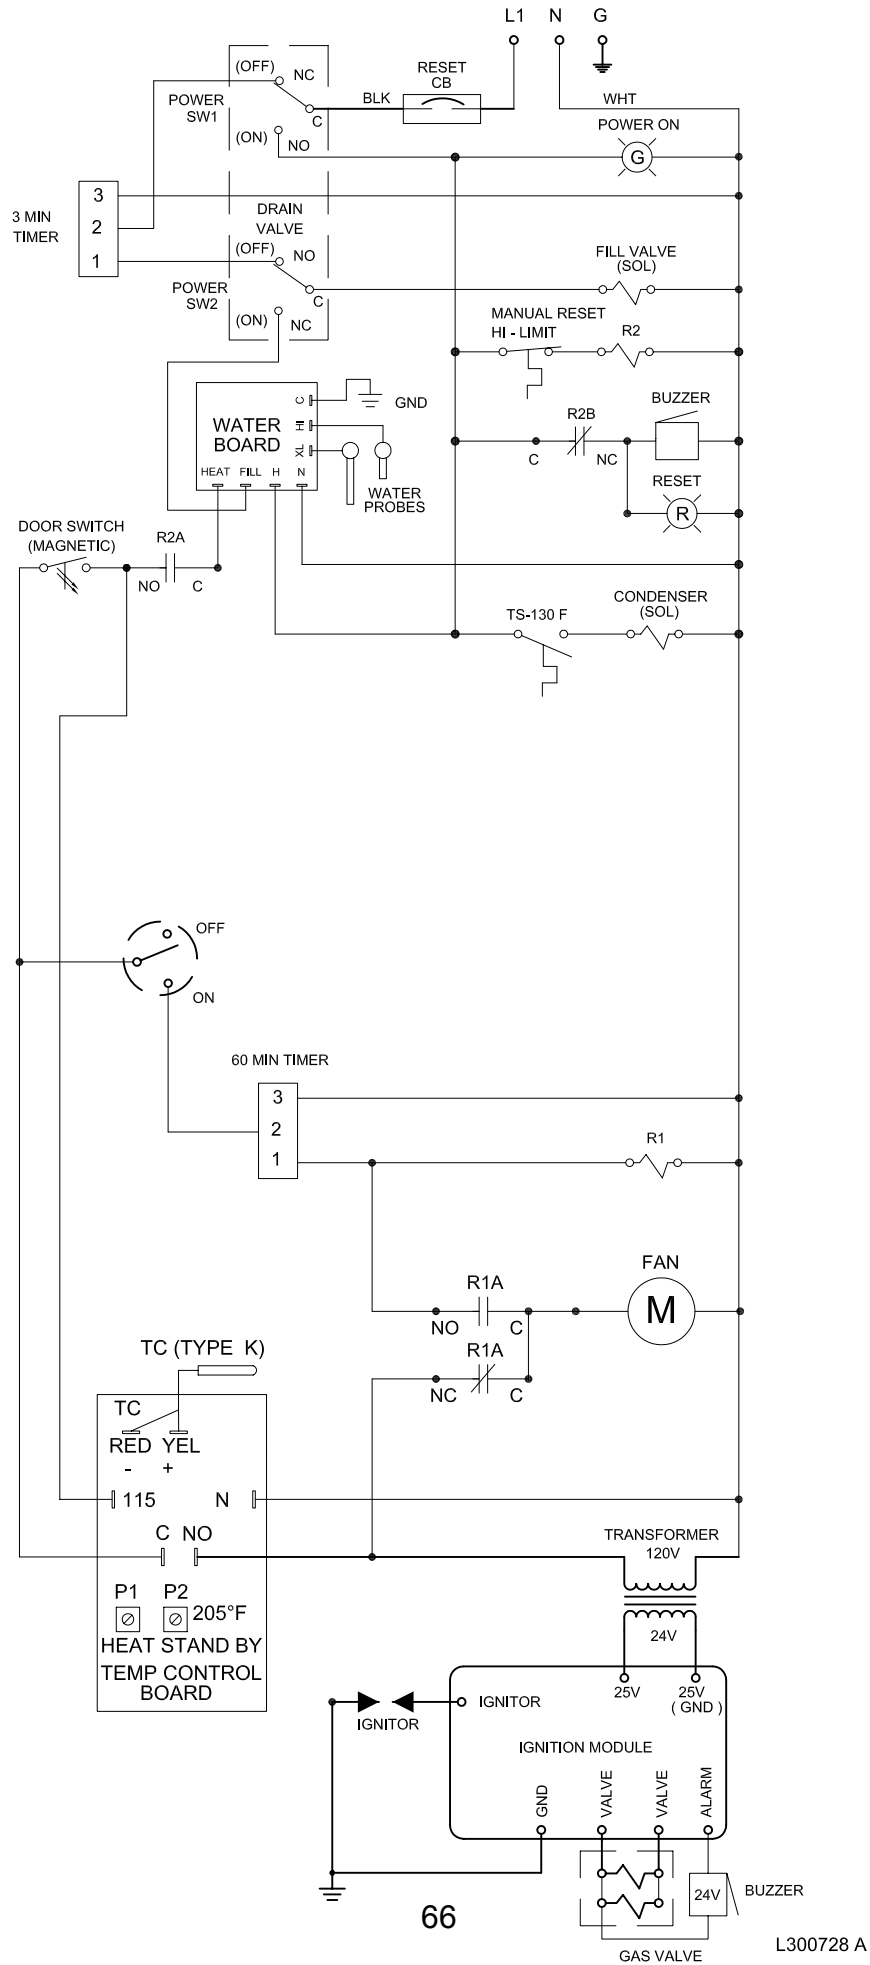 L1 N G
(OFF) NC
RESET
CB
BLK
WHT
POWER
SW1
C
POWER ON
(ON) NO
G
3
2
1
3 MIN
TIMER
DRAIN
VALVE
(OFF) NO
FILL VALVE
(SOL)
POWER
SW2
C
(ON) NC
MANUAL RESET
HI - LIMIT
R2
WATER
BOARD
C
HI
XL
GND
HEAT FILL H N
WATER
PROBES
R2B
C NC
BUZZER
RESET
R
DOOR SWITCH
(MAGNETIC)
R2A
NO C
TS-130 F
CONDENSER
(SOL)
OFF
ON
60 MIN TIMER
3
2
1
R1
FAN
M
R1A
NO C
R1A
NC C
TC (TYPE K)
TC
RED YEL
- +
115 N
C NO
P1 P2
205°F
HEAT STAND BY
TEMP CONTROL
BOARD
TRANSFORMER
120V
24V
25V 25V
( GND )
IGNITOR
IGNITOR
IGNITION MODULE
GND
VALVE
VALVE
ALARM
24V
BUZZER
GAS VALVE
66
L300728 A